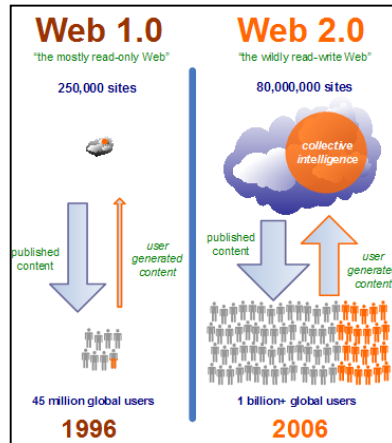 Web 1.0
"the mostly read-only Web"
250,000 sites
published
content
user
generated
content
45 million global users
1996
Web 2.0
"the wildly read-write Web"
80,000,000 sites
collective
intelligence
published
content
user
generated
content
1 billion+ global users
2006